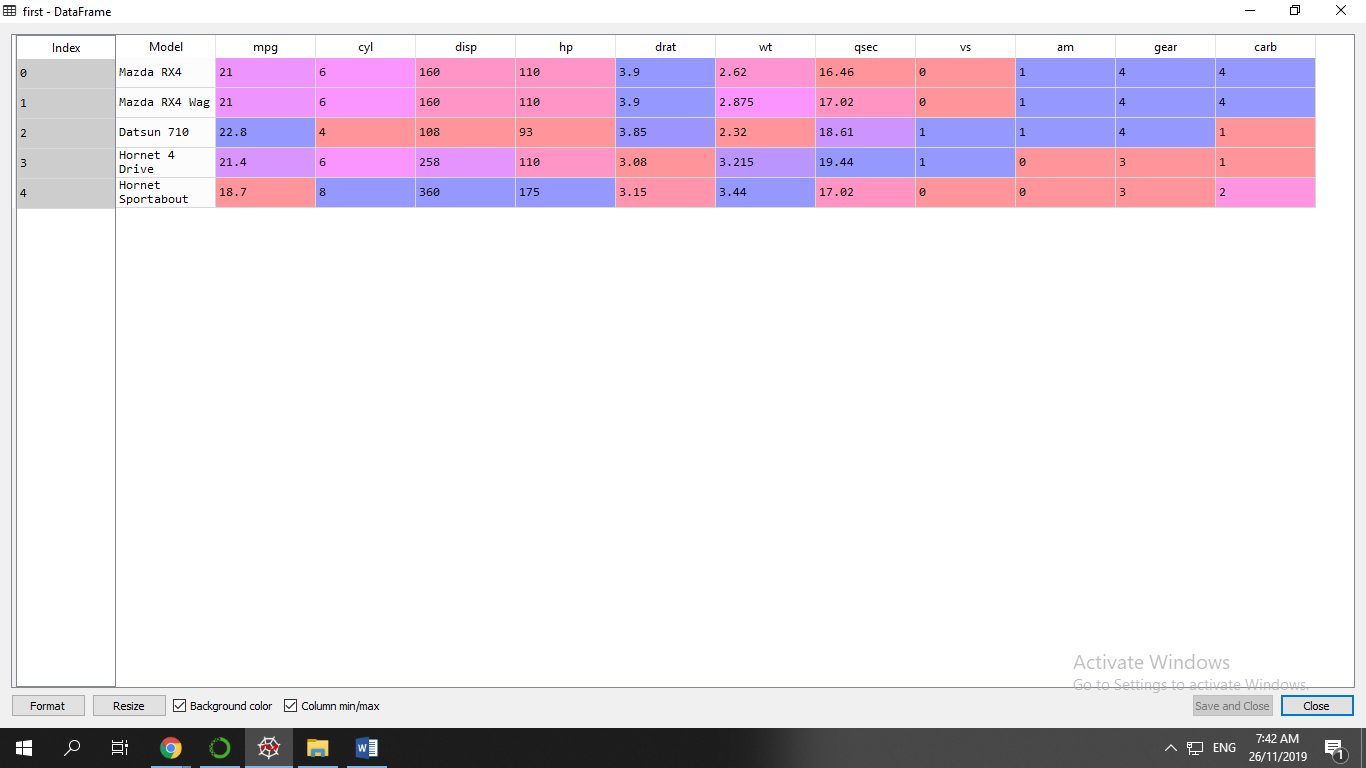 first - DataFrame
Index Model mpg cyl disp hp drat wt qsec vs am gear carb
0 Mazda RX4 21 6 160 110 3.9 2.62 16.46 0 1 4 4
1 Mazda RX4 Wag 21 6 160 110 3.9 2.875 17.02 0 1 4 4
2 Datsun 710 22.8 4 108 93 3.85 2.32 18.61 1 1 4 1
3 Hornet 4 Drive 21.4 6 258 110 3.08 3.215 19.44 1 0 3 1
4 Hornet Sportabout 18.7 8 360 175 3.15 3.44 17.02 0 0 3 2
Activate Windows
Go to Settings to activate Windows.
Format Resize Background color Column min/max Save and Close Close
ENG 7:42 AM
26/11/2019 1